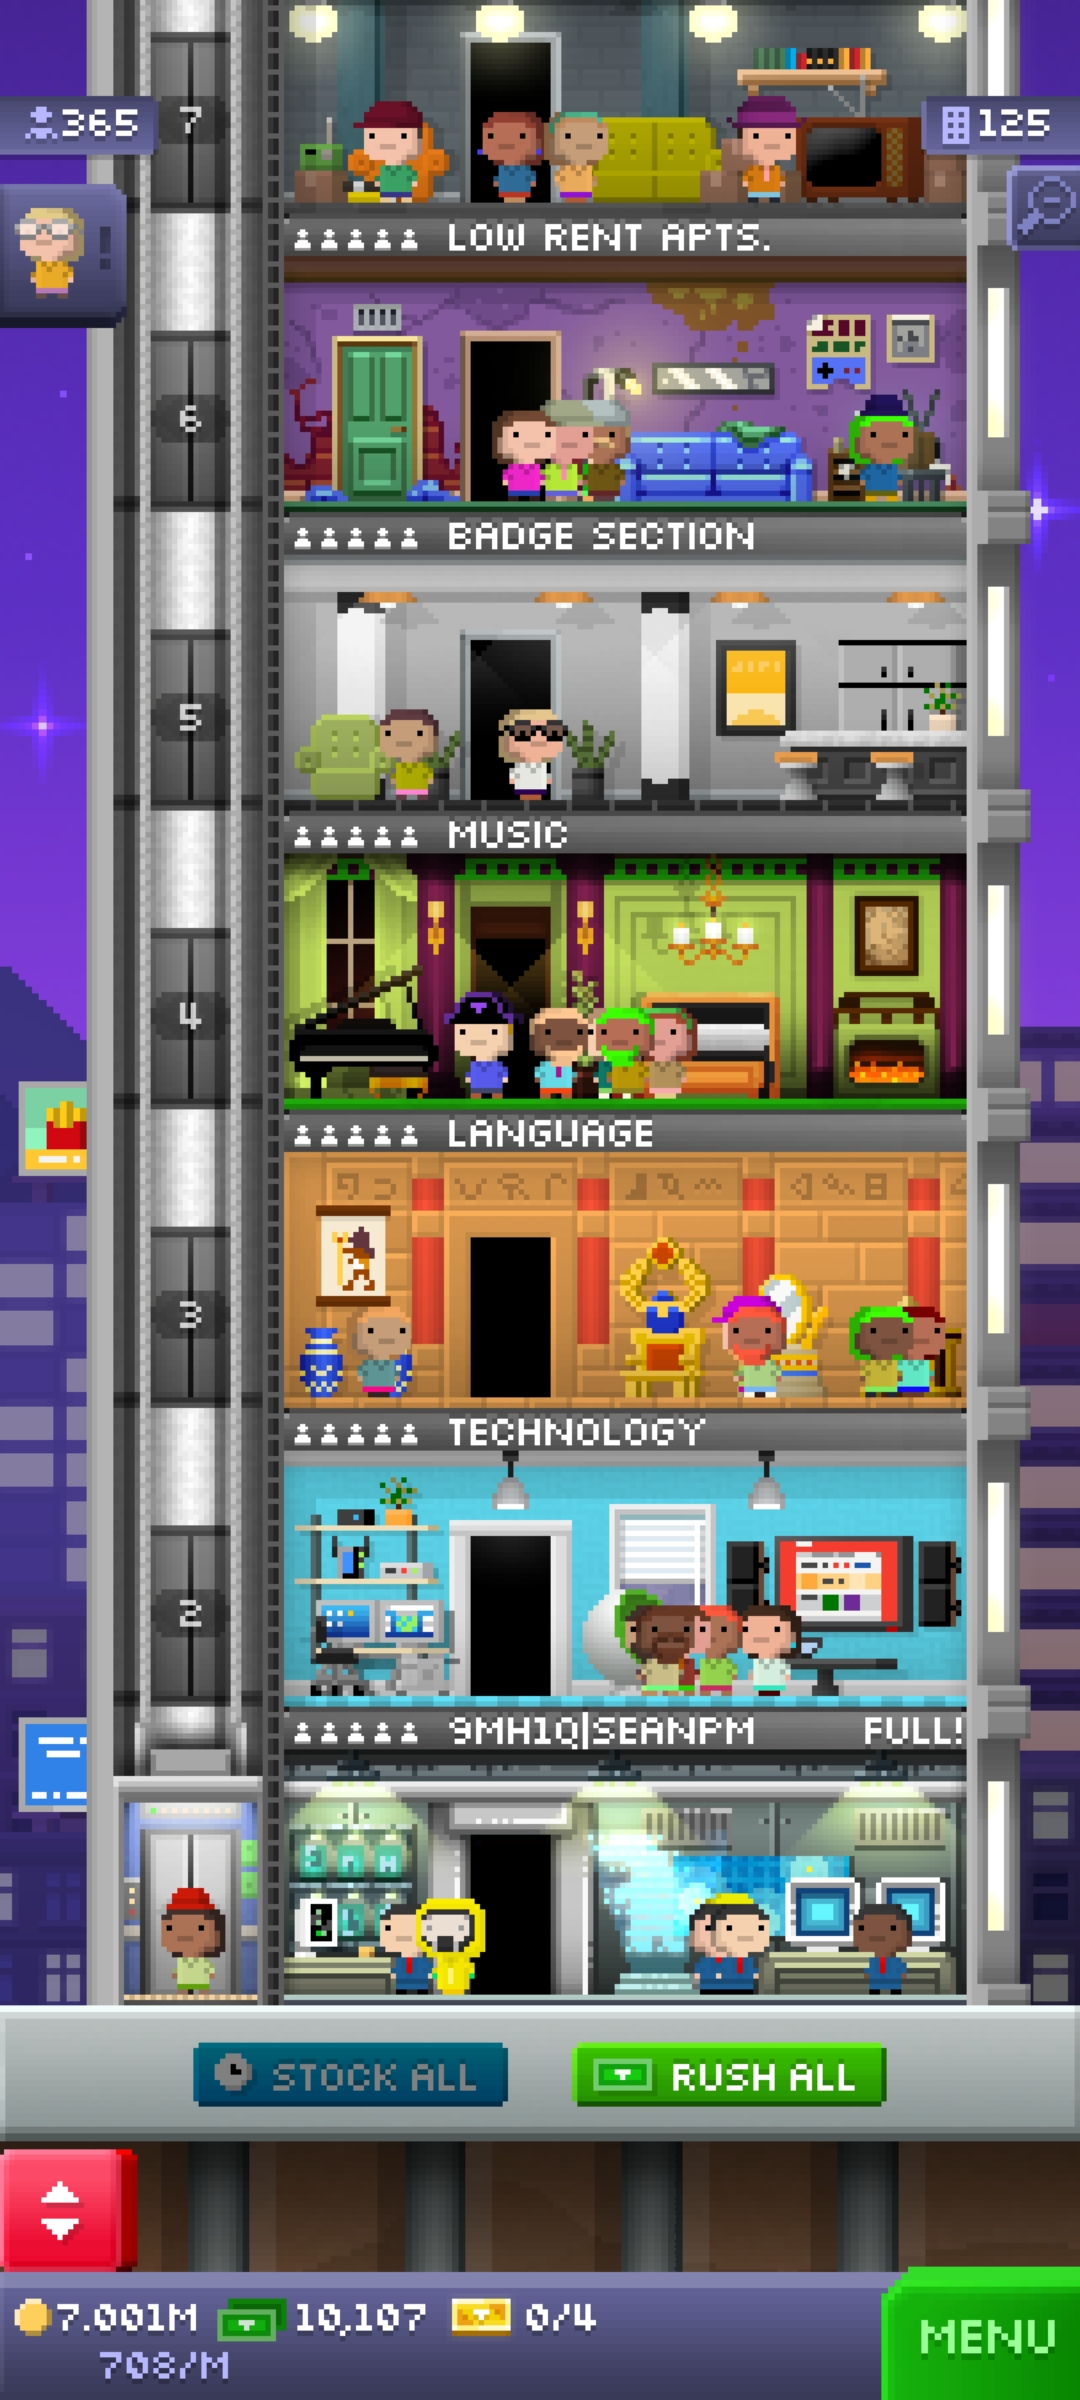 365
7
125
!
LOW RENT APTS.
6
BADGE SECTION
5
MUSIC
4
LANGUAGE
3
TECHNOLOGY
2
9MH1Q|SEANPM FULL!
STOCK ALL
RUSH ALL
7.001M
10,107
0/4
708/M
MENU